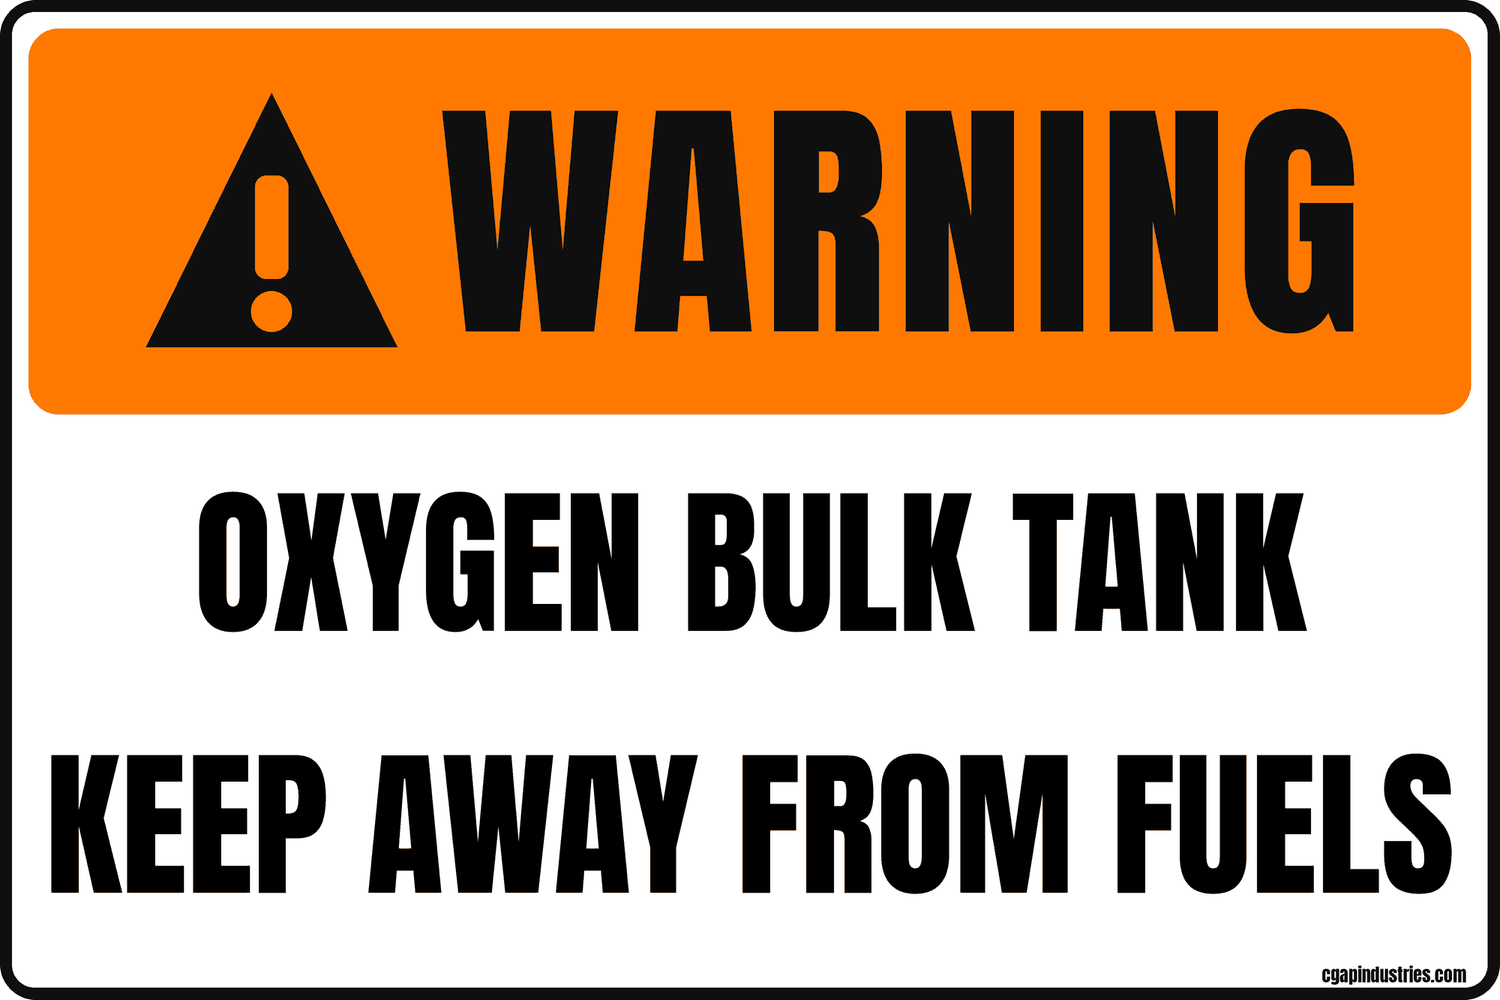 WARNING
OXYGEN BULK TANK
KEEP AWAY FROM FUELS
cgapindustries.com